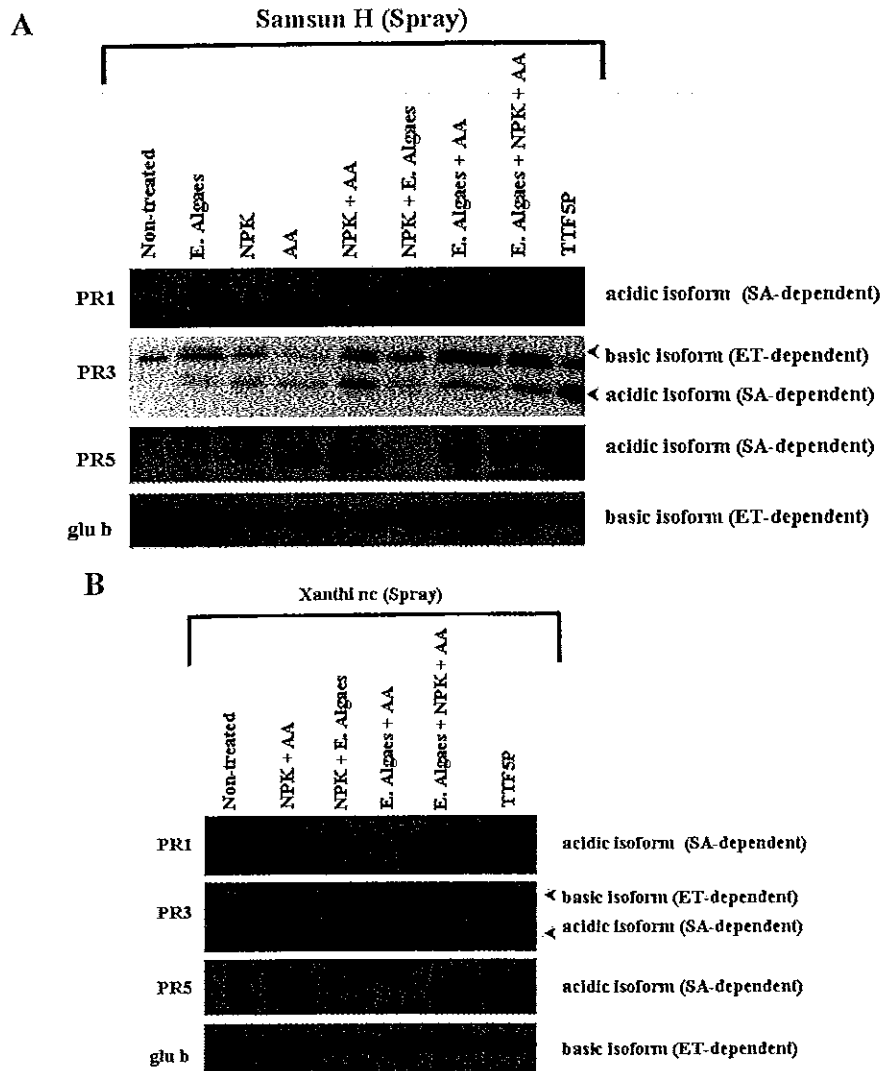 A
Samsun H (Spray)
Non-treated
E. Algaes
NPK
AA
NPK + AA
NPK + E. Algaes
E. Algaes + AA
E. Algaes + NPK + AA
TTF5P
PR1
acidic isoform (SA-dependent)
PR3
basic isoform (ET-dependent)
acidic isoform (SA-dependent)
PR5
acidic isoform (SA-dependent)
glu b
basic isoform (ET-dependent)
B
Xanthi nc (Spray)
Non-treated
NPK + AA
NPK + E. Algaes
E. Algaes + AA
E. Algaes + NPK + AA
TTF5P
PR1
acidic isoform (SA-dependent)
PR3
basic isoform (ET-dependent)
acidic isoform (SA-dependent)
PR5
acidic isoform (SA-dependent)
glu b
basic isoform (ET-dependent)